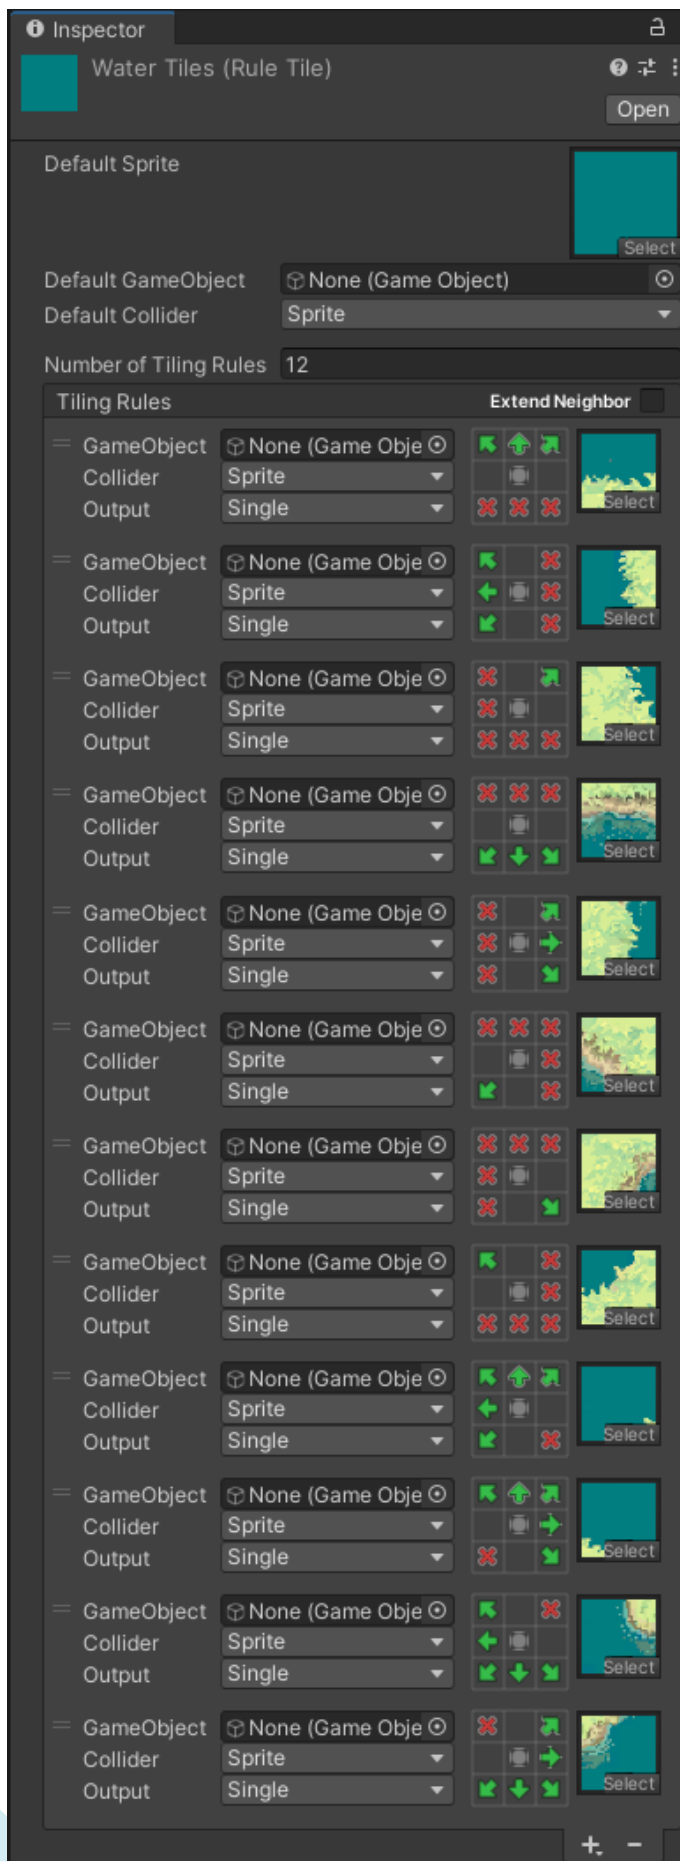 Inspector
Water Tiles (Rule Tile)
Open
Default Sprite
Select
Default GameObject None (Game Object)
Default Collider Sprite
Number of Tiling Rules 12
Tiling Rules Extend Neighbor
GameObject None (Game Obje
Collider Sprite
Output Single
Select
GameObject None (Game Obje
Collider Sprite
Output Single
Select
GameObject None (Game Obje
Collider Sprite
Output Single
Select
GameObject None (Game Obje
Collider Sprite
Output Single
Select
GameObject None (Game Obje
Collider Sprite
Output Single
Select
GameObject None (Game Obje
Collider Sprite
Output Single
Select
GameObject None (Game Obje
Collider Sprite
Output Single
Select
GameObject None (Game Obje
Collider Sprite
Output Single
Select
GameObject None (Game Obje
Collider Sprite
Output Single
Select
GameObject None (Game Obje
Collider Sprite
Output Single
Select
GameObject None (Game Obje
Collider Sprite
Output Single
Select
GameObject None (Game Obje
Collider Sprite
Output Single
Select